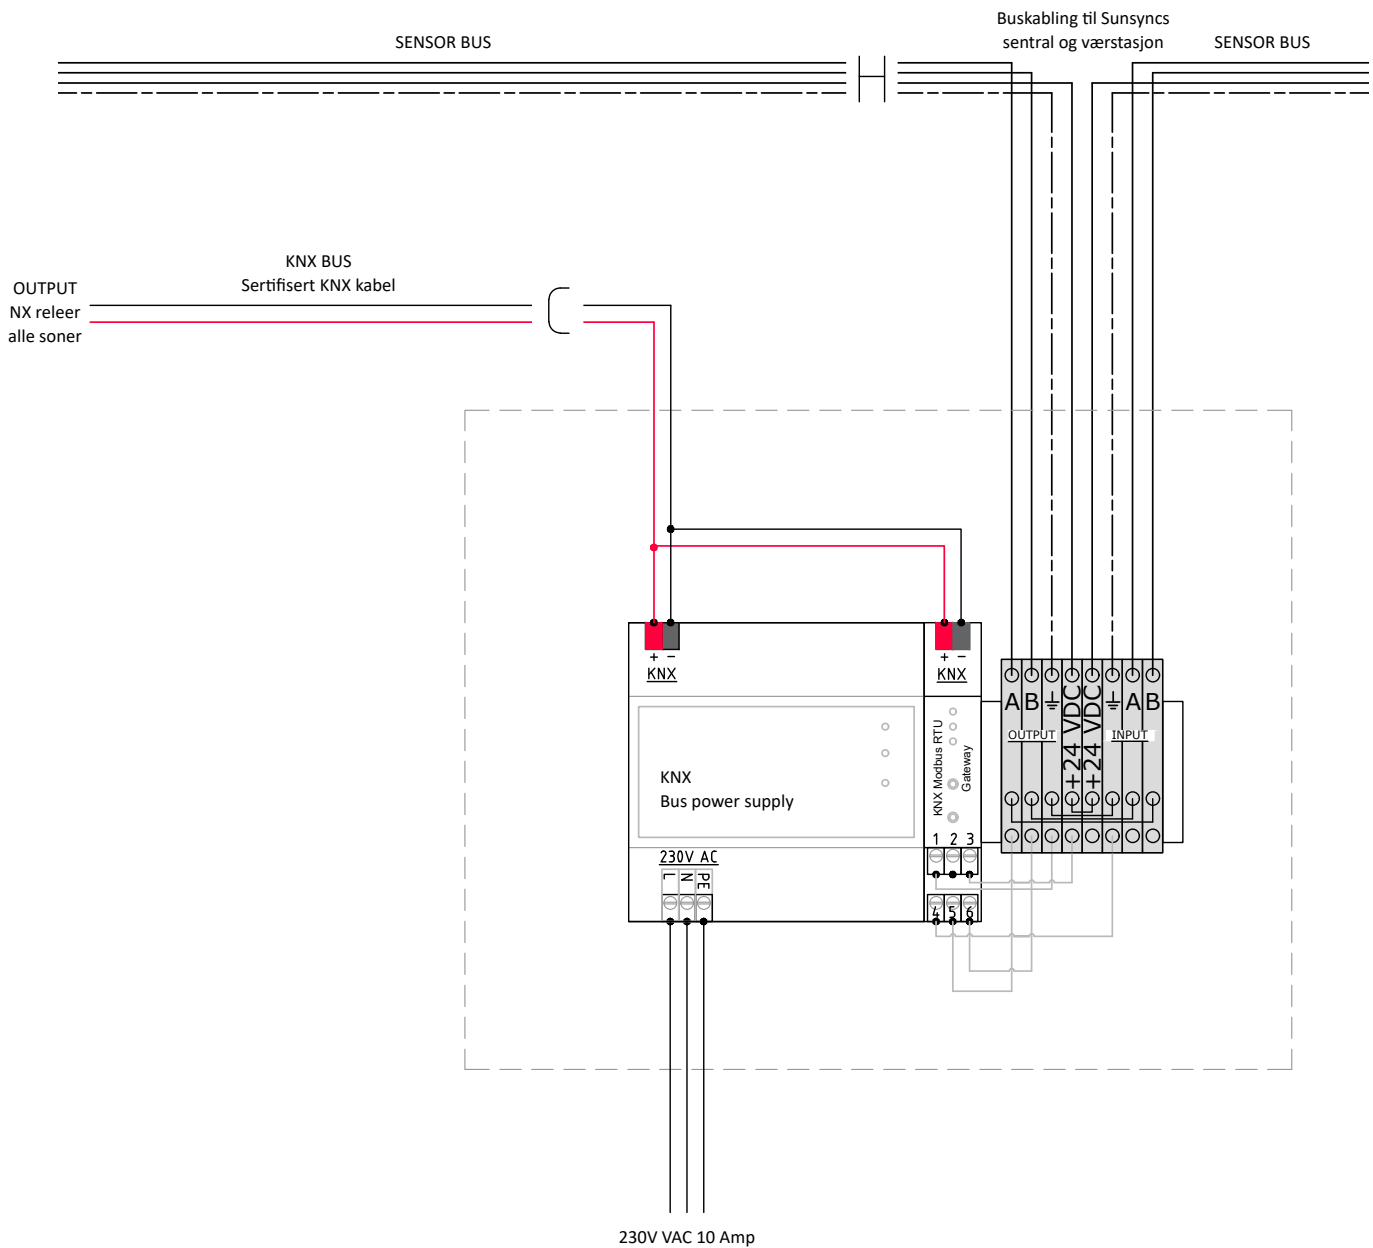 Buskabling til Sunsyncs
sentral og værstasjon
SENSOR BUS
SENSOR BUS
KNX BUS
Sertifisert KNX kabel
OUTPUT
NX releer
alle soner
+ −
KNX
+ −
KNX
A B +24 VDC +24 VDC A B
OUTPUT
INPUT
KNX Modbus RTU
Gateway
KNX
Bus power supply
1 2 3
230V AC
L N PE
4 5 6
230V VAC 10 Amp